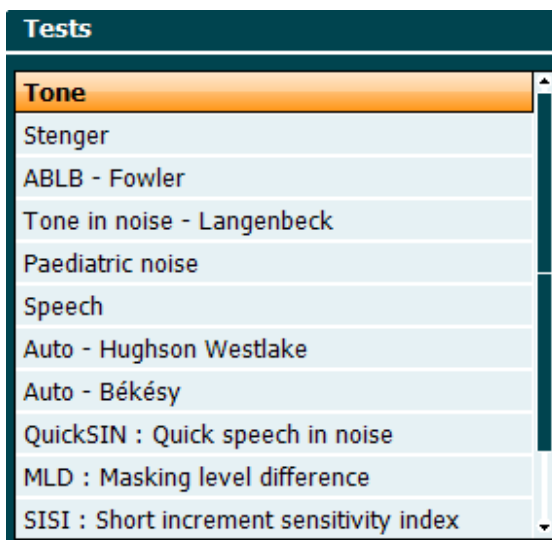 Tests
Tone
Stenger
ABLB - Fowler
Tone in noise - Langenbeck
Paediatric noise
Speech
Auto - Hughson Westlake
Auto - Békésy
QuickSIN : Quick speech in noise
MLD : Masking level difference
SISI : Short increment sensitivity index